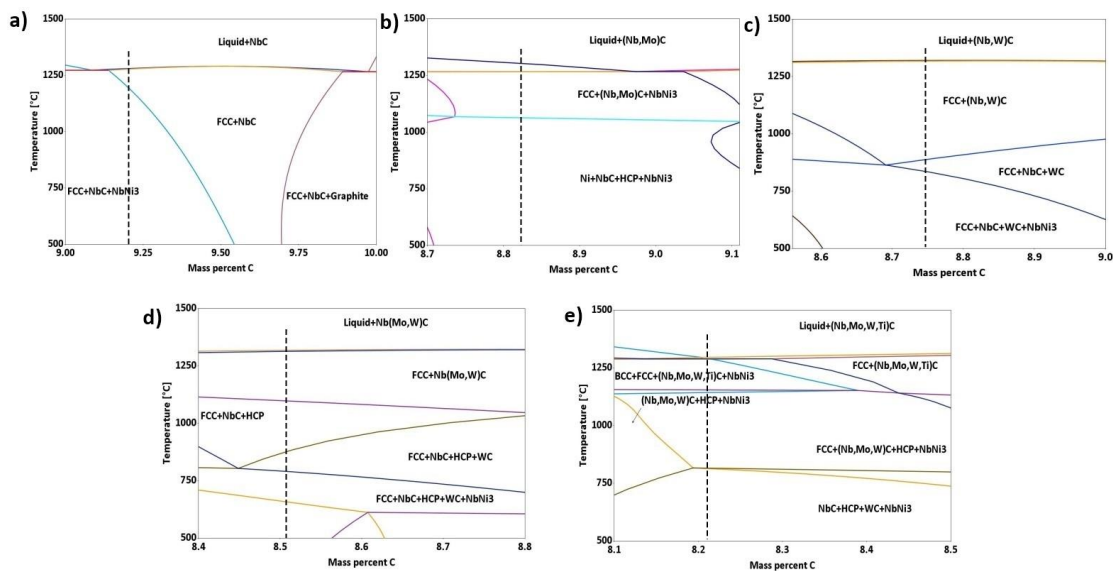 a)
1500
1250
1000
750
500
Temperature [°C]
Liquid+NbC
FCC+NbC
FCC+NbC+NbNi3
FCC+NbC+Graphite
9.00
9.25
9.50
9.75
10.00
Mass percent C
b)
1500
1250
1000
750
500
Temperature [°C]
Liquid+(Nb,Mo)C
FCC+(Nb,Mo)C+NbNi3
Ni+NbC+HCP+NbNi3
8.7
8.8
8.9
9.0
9.1
Mass percent C
c)
1500
1250
1000
750
500
Temperature [°C]
Liquid+(Nb,W)C
FCC+(Nb,W)C
FCC+NbC+WC
FCC+NbC+WC+NbNi3
8.6
8.7
8.8
8.9
9.0
Mass percent C
d)
1500
1250
1000
750
500
Temperature [°C]
Liquid+Nb(Mo,W)C
FCC+Nb(Mo,W)C
FCC+NbC+HCP
FCC+NbC+HCP+WC
FCC+NbC+HCP+WC+NbNi3
8.4
8.5
8.6
8.7
8.8
Mass percent C
e)
1500
1250
1000
750
500
Temperature [°C]
Liquid+(Nb,Mo,W,Ti)C
FCC+(Nb,Mo,W,Ti)C
BCC+FCC+(Nb,Mo,W,Ti)C+NbNi3
(Nb,Mo,W)C+HCP+NbNi3
FCC+(Nb,Mo,W)C+HCP+NbNi3
NbC+HCP+WC+NbNi3
8.1
8.2
8.3
8.4
8.5
Mass percent C